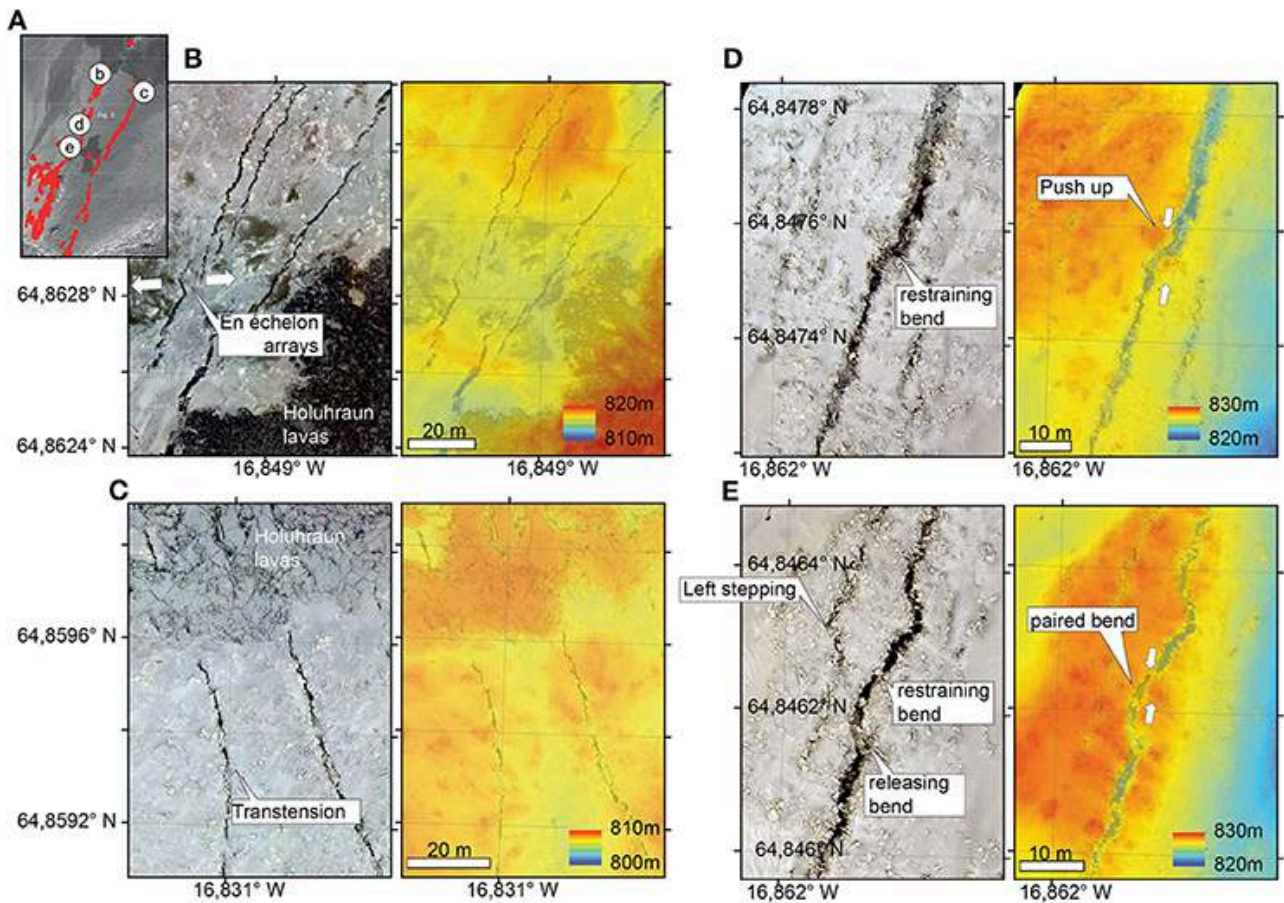 A
b
c
d
e
B
64,8628° N
En échelon
arrays
Holuhraun
lavas
64,8624° N
16,849° W
820m
810m
20 m
16,849° W
C
Holuhraun
lavas
64,8596° N
Transtension
64,8592° N
16,831° W
810m
800m
20 m
16,831° W
D
64,8478° N
64,8476° N
restraining
bend
64,8474° N
16,862° W
Push up
830m
820m
10 m
16,862° W
E
64,8464° N
Left stepping
64,8462° N
restraining
bend
releasing
bend
64,846° N
16,862° W
paired bend
830m
820m
10 m
16,862° W